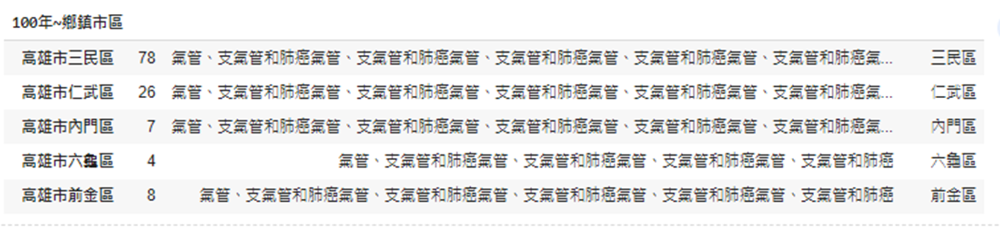 100年~鄉鎮市區
高雄市三民區 78 氣管、支氣管和肺癌氣管、支氣管和肺癌氣管、支氣管和肺癌氣管、支氣管和肺癌氣管、支氣管和肺癌氣... 三民區
高雄市仁武區 26 氣管、支氣管和肺癌氣管、支氣管和肺癌氣管、支氣管和肺癌氣管、支氣管和肺癌氣管、支氣管和肺癌氣... 仁武區
高雄市內門區 7 氣管、支氣管和肺癌氣管、支氣管和肺癌氣管、支氣管和肺癌氣管、支氣管和肺癌氣管、支氣管和肺癌氣... 內門區
高雄市六龜區 4 氣管、支氣管和肺癌氣管、支氣管和肺癌氣管、支氣管和肺癌氣管、支氣管和肺癌 六龜區
高雄市前金區 8 氣管、支氣管和肺癌氣管、支氣管和肺癌氣管、支氣管和肺癌氣管、支氣管和肺癌氣管、支氣管和肺癌 前金區